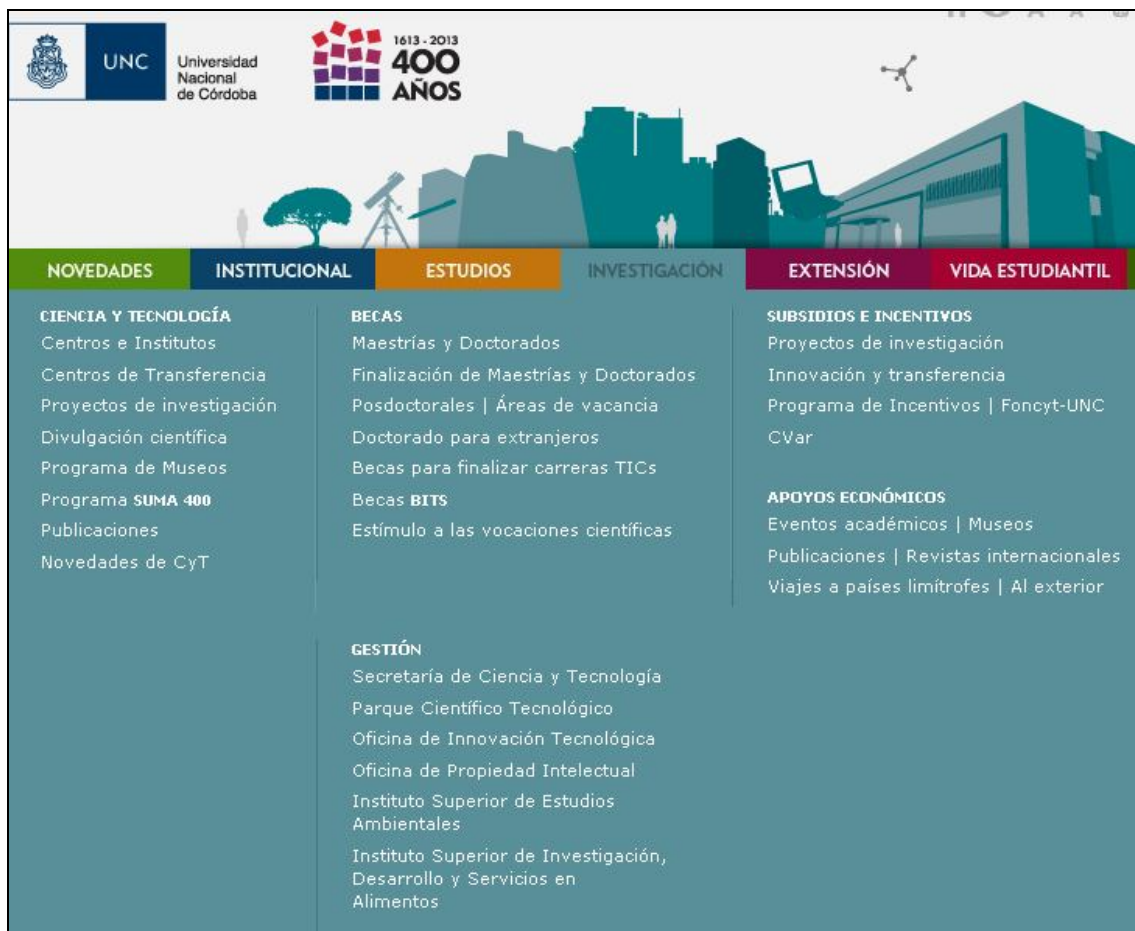 UNC
Universidad
Nacional
de Córdoba
1613 - 2013
400
AÑOS
NOVEDADES
INSTITUCIONAL
ESTUDIOS
INVESTIGACIÓN
EXTENSIÓN
VIDA ESTUDIANTIL
CIENCIA Y TECNOLOGÍA
Centros e Institutos
Centros de Transferencia
Proyectos de investigación
Divulgación científica
Programa de Museos
Programa SUMA 400
Publicaciones
Novedades de CyT
BECAS
Maestrías y Doctorados
Finalización de Maestrías y Doctorados
Posdoctorales | Áreas de vacancia
Doctorado para extranjeros
Becas para finalizar carreras TICs
Becas BITS
Estímulo a las vocaciones científicas
SUBSIDIOS E INCENTIVOS
Proyectos de investigación
Innovación y transferencia
Programa de Incentivos | Foncyt-UNC
CVar
APOYOS ECONÓMICOS
Eventos académicos | Museos
Publicaciones | Revistas internacionales
Viajes a países limítrofes | Al exterior
GESTIÓN
Secretaría de Ciencia y Tecnología
Parque Científico Tecnológico
Oficina de Innovación Tecnológica
Oficina de Propiedad Intelectual
Instituto Superior de Estudios
Ambientales
Instituto Superior de Investigación,
Desarrollo y Servicios en
Alimentos